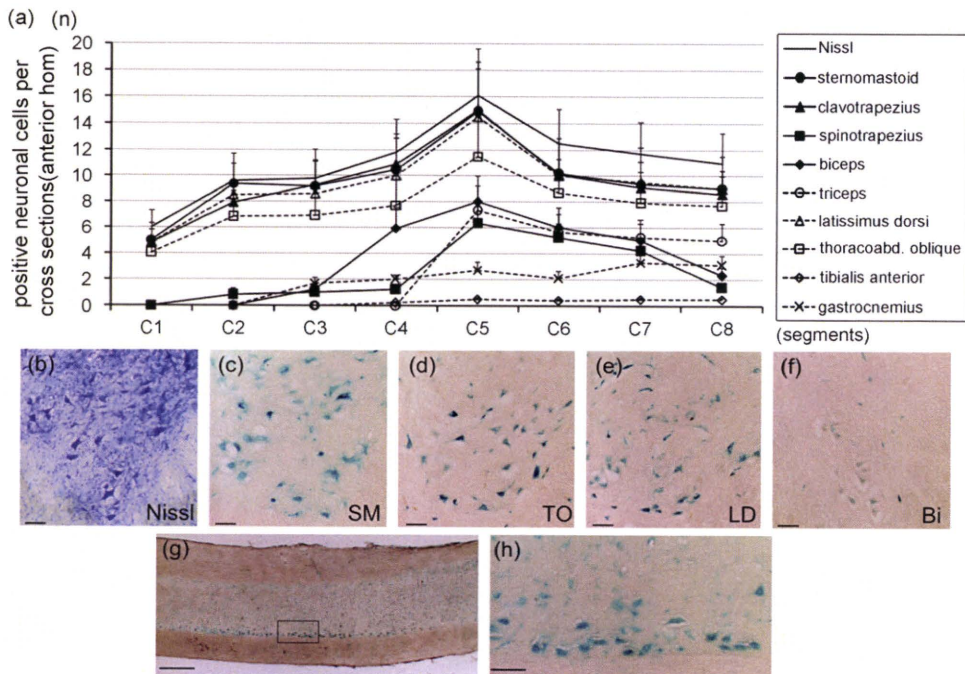 (a) (n)
positive neuronal cells per
cross sections(anterior horn)
20
18
16
14
12
10
8
6
4
2
0
C1 C2 C3 C4 C5 C6 C7 C8
(segments)
Nissl
sternomastoid
clavotrapezius
spinotrapezius
biceps
triceps
latissimus dorsi
thoracoabd. oblique
tibialis anterior
gastrocnemius
(b) Nissl
(c) SM
(d) TO
(e) LD
(f) Bi
(g)
(h)